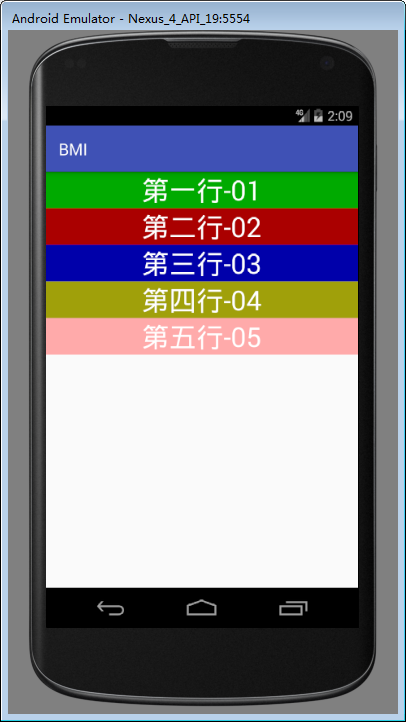 Android Emulator - Nexus_4_API_19:5554
4G 2:09
BMI
第一行-01
第二行-02
第三行-03
第四行-04
第五行-05